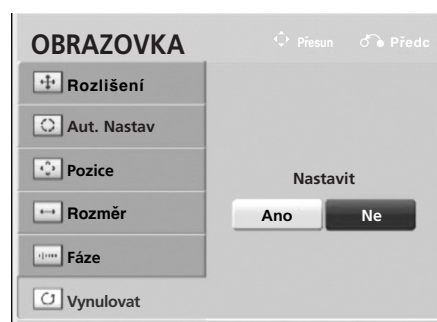 OBRAZOVKA
Přesun Předc
Rozlišení
Aut. Nastav
Pozice
Rozměr
Fáze
Vynulovat
Nastavit
Ano Ne